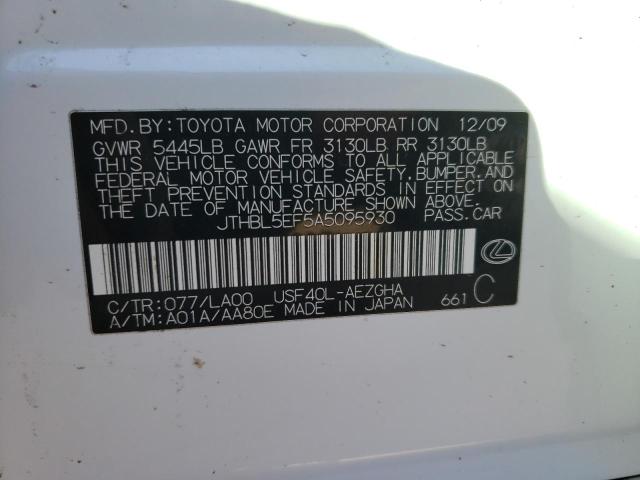 MFD.BY:TOYOTA MOTOR CORPORATION 12/09
GVWR 5445LB GAWR FR 3130LB RR 3130LB
THIS VEHICLE CONFORMS TO ALL APPLICABLE
FEDERAL MOTOR VEHICLE SAFETY,BUMPER,AND
THEFT PREVENTION STANDARDS IN EFFECT ON
THE DATE OF MANUFACTURE SHOWN ABOVE.
JTHBL5EF5A5095930 PASS.CAR
C/TR:077/LA00 USF40L-AEZGHA
A/TM:A01A/AA80E MADE IN JAPAN 661 C